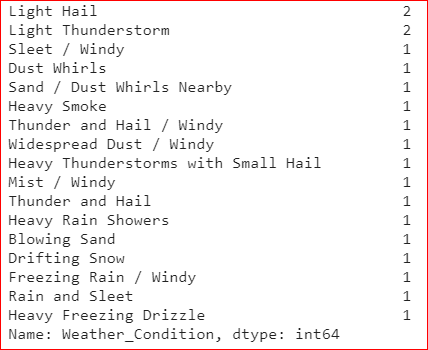 Light Hail 2
Light Thunderstorm 2
Sleet / Windy 1
Dust Whirls 1
Sand / Dust Whirls Nearby 1
Heavy Smoke 1
Thunder and Hail / Windy 1
Widespread Dust / Windy 1
Heavy Thunderstorms with Small Hail 1
Mist / Windy 1
Thunder and Hail 1
Heavy Rain Showers 1
Blowing Sand 1
Drifting Snow 1
Freezing Rain / Windy 1
Rain and Sleet 1
Heavy Freezing Drizzle 1
Name: Weather_Condition, dtype: int64